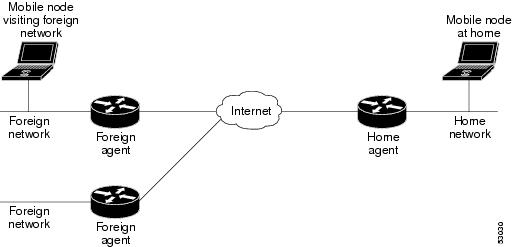 Mobile node
visiting foreign
network
Mobile node
at home
Internet
Foreign
network
Foreign
agent
Home
agent
Home
network
Foreign
network
Foreign
agent
53030